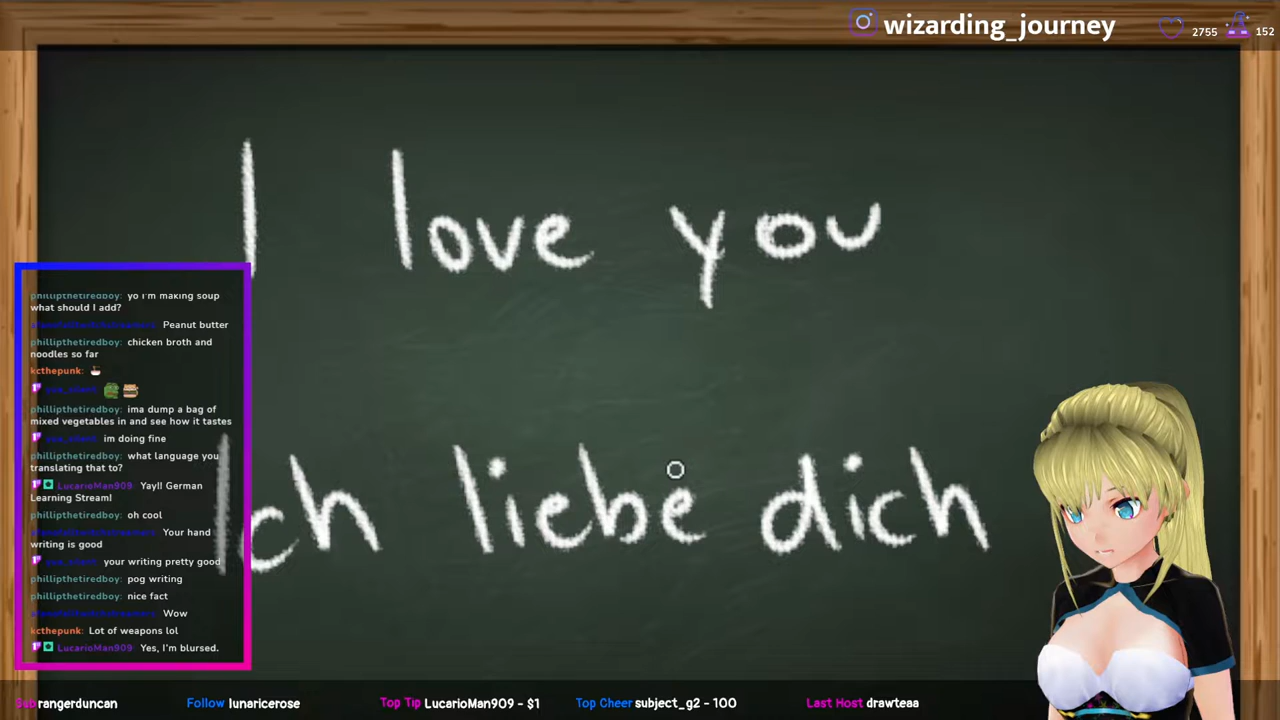 wizarding_journey
2755
152
I love you
Ich liebe dich
phillipthetiredboy: yo I'm making soup
what should I add?
Peanut butter
phillipthetiredboy: chicken broth and
noodles so far
kcthepunk:
phillipthetiredboy: ima dump a bag of
mixed vegetables in and see how it tastes
im doing fine
phillipthetiredboy: what language you
translating that to?
LucarioMan909: Yay!! German
Learning Stream!
phillipthetiredboy: oh cool
Your hand
writing is good
your writing pretty good
phillipthetiredboy: pog writing
phillipthetiredboy: nice fact
Wow
kcthepunk: Lot of weapons lol
LucarioMan909: Yes, I'm blursed.
Sub rangerduncan
Follow lunaricerose
Top Tip LucarioMan909 - $1
Top Cheer subject_g2 - 100
Last Host drawteaa